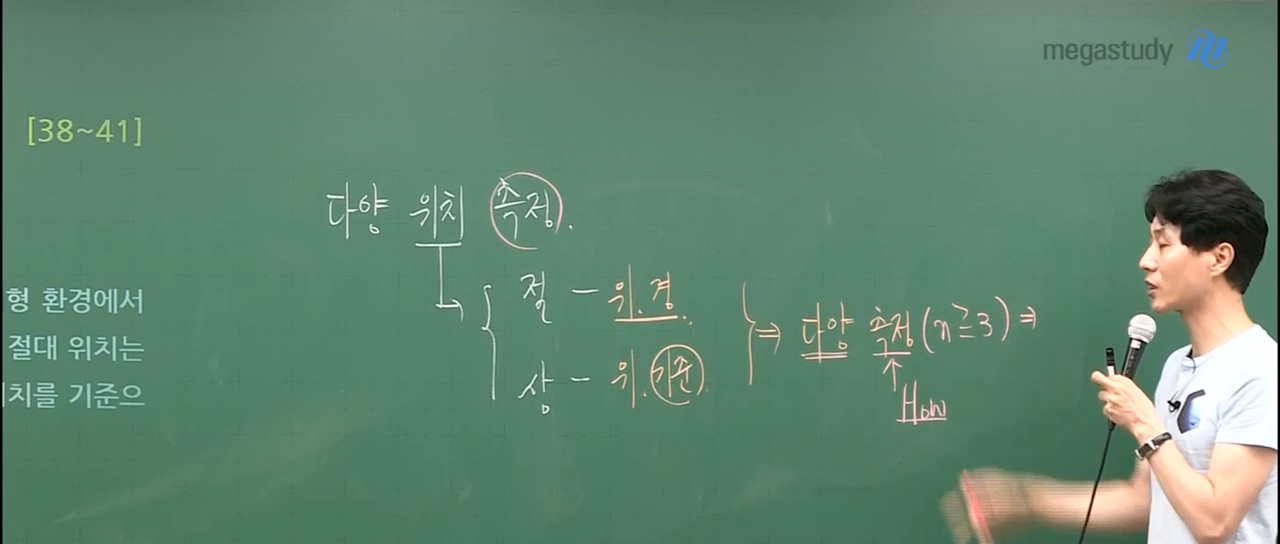 megastudy
[38~41]
다양 위치 측정.
형 환경에서
절대 위치는
치를 기준으
절 - 위.경.
상 - 위.기준.
⇒ 다양 측정(n≥3) ⇒
↑
How